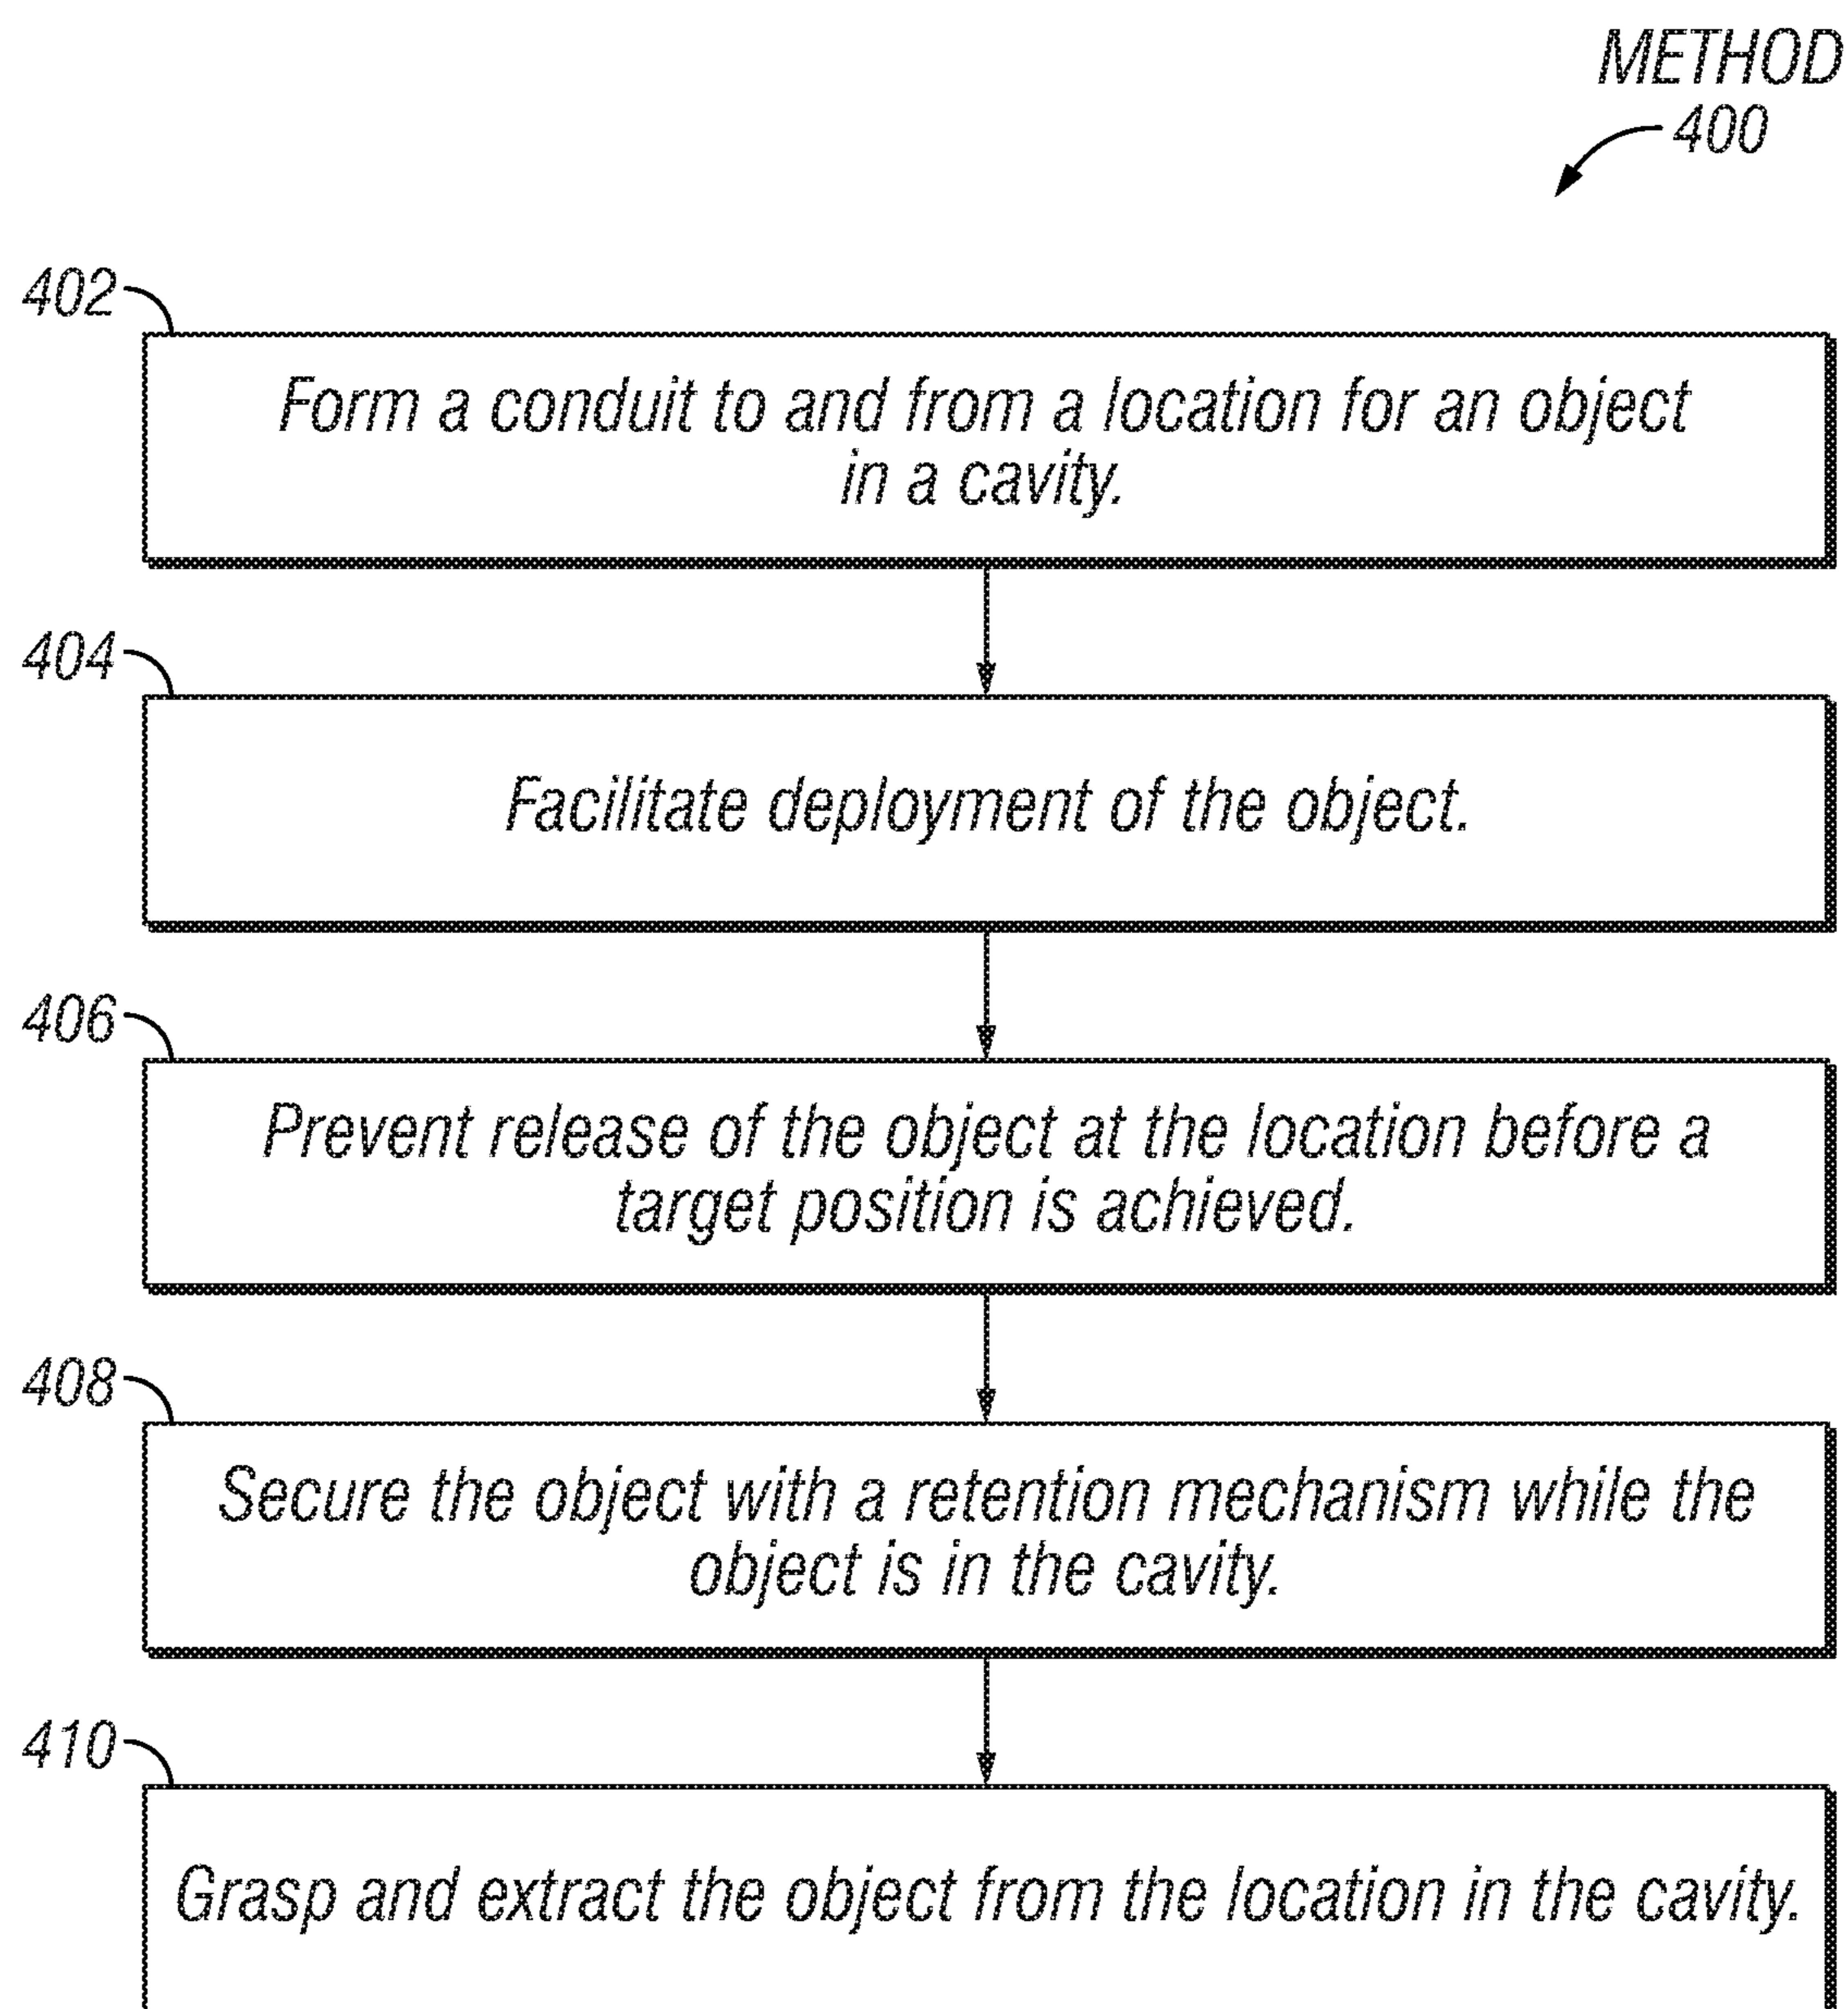 METHOD
400
402
Form a conduit to and from a location for an object
in a cavity.
404
Facilitate deployment of the object.
406
Prevent release of the object at the location before a
target position is achieved.
408
Secure the object with a retention mechanism while the
object is in the cavity.
410
Grasp and extract the object from the location in the cavity.